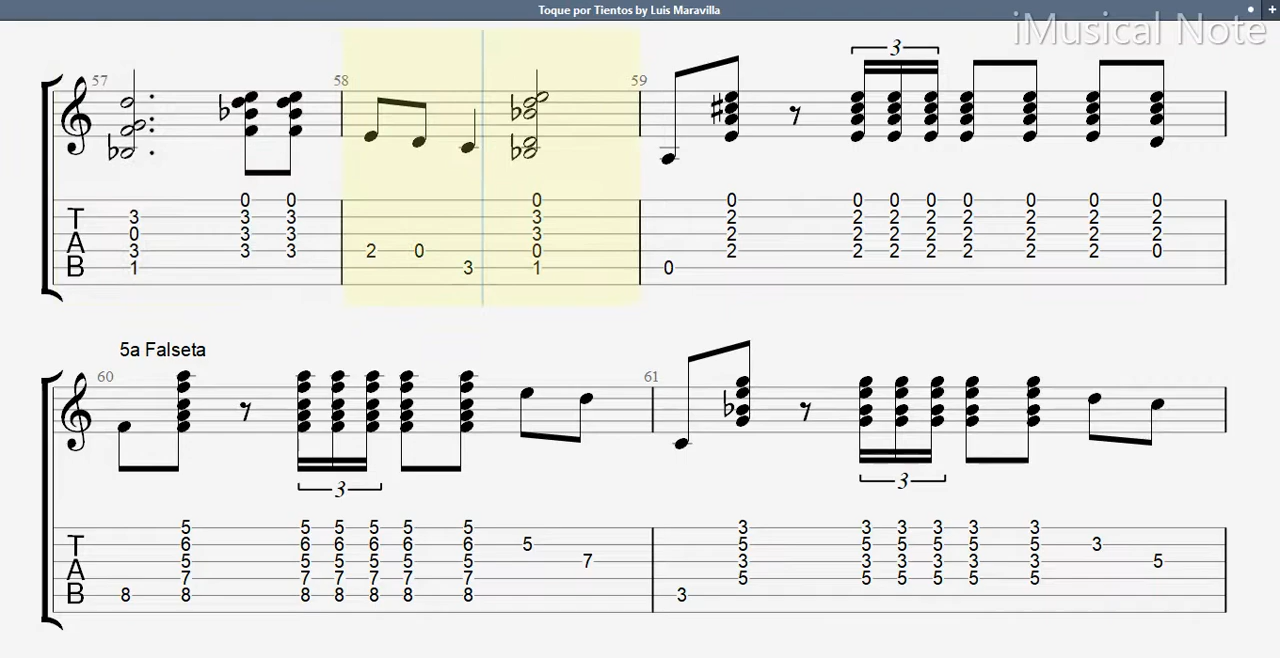 Toque por Tientos by Luis Maravilla
iMusical Note
57 58 59
3
T A B
0 0 0 0 0 0 0 0 0 0 0
3 3 3 3 2 2 2 2 2 2 2 2
0 3 3 3 2 2 2 2 2 2 2 2
3 3 3 2 0 0 2 2 2 2 2 2 2 0
1 3 1 0
5a Falseta
60 61
3 3
T A B
5 5 5 5 5 5 3 3 3 3 3 3
6 6 6 6 6 6 5 5 5 5 5 5 5 3
5 5 5 5 5 5 7 3 3 3 3 3 3 5
7 7 7 7 7 7 5 5 5 5 5 5
8 8 8 8 8 8 8 3